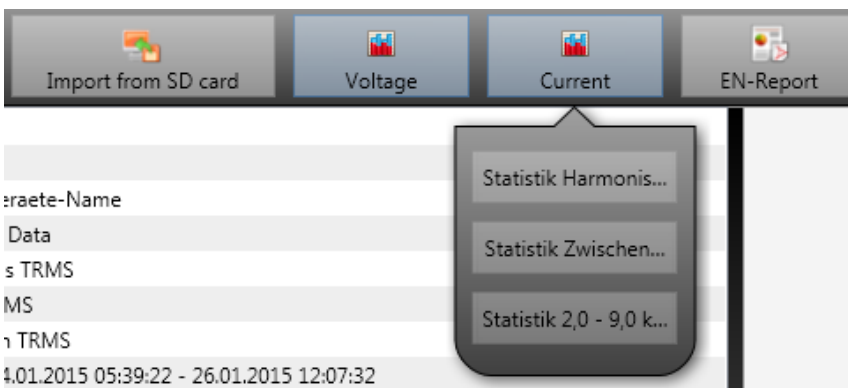 Import from SD card
Voltage
Current
EN-Report
Statistik Harmonis...
eraete-Name
Data
Statistik Zwischen...
s TRMS
MS
Statistik 2,0 - 9,0 k...
n TRMS
4.01.2015 05:39:22 - 26.01.2015 12:07:32